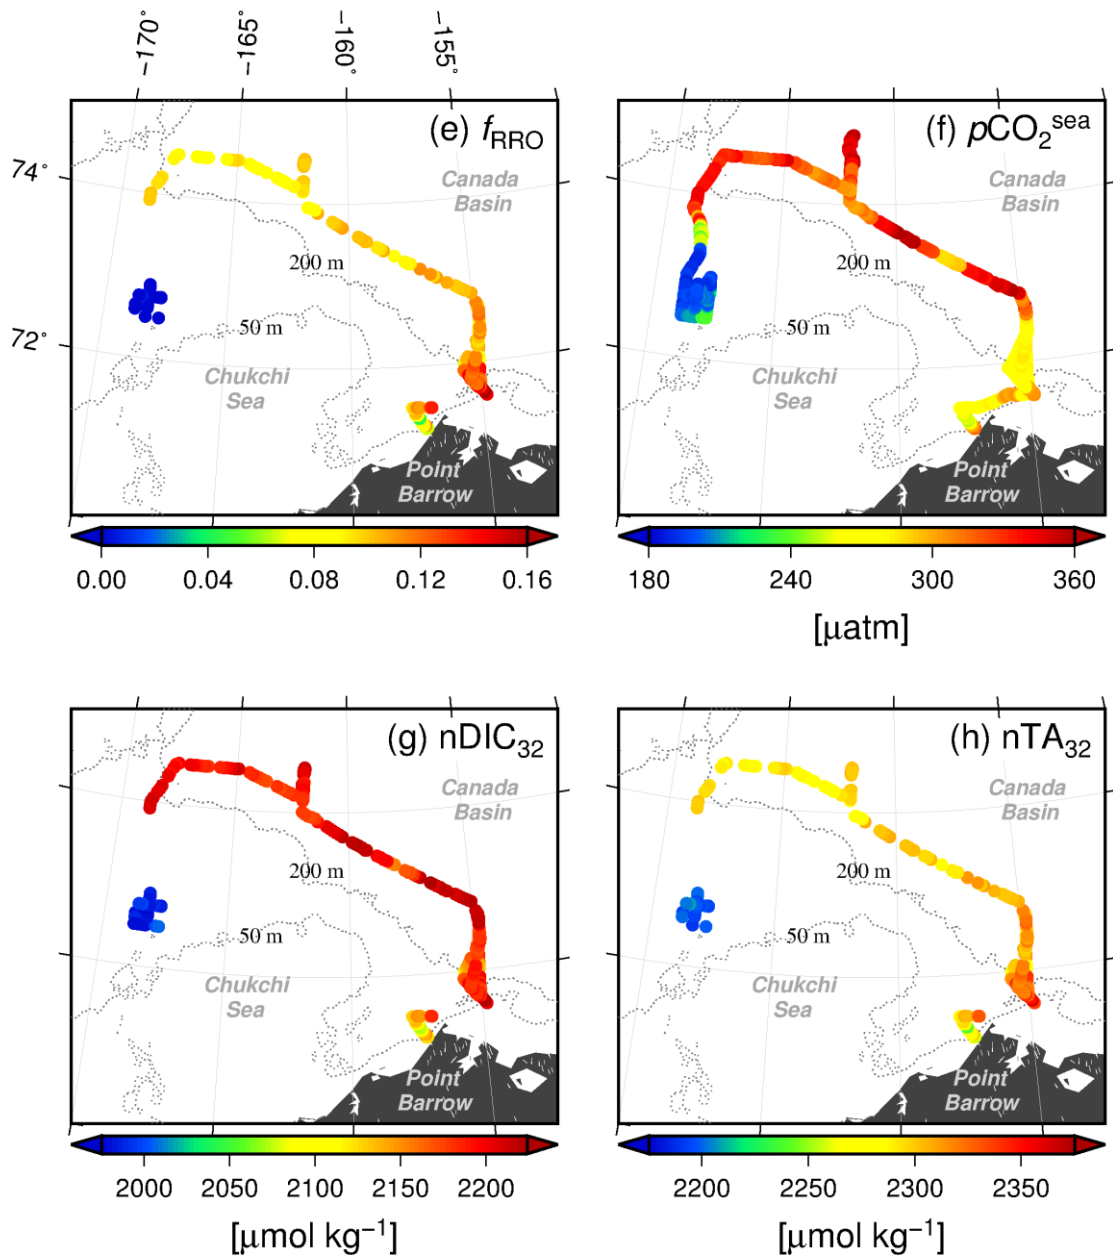 −170° −165° −160° −155°
(e) fRRO
(f) pCO2sea
74°
72°
Canada
Basin
Canada
Basin
200 m
200 m
50 m
50 m
Chukchi
Sea
Chukchi
Sea
Point
Barrow
Point
Barrow
0.00 0.04 0.08 0.12 0.16
180 240 300 360
[µatm]
(g) nDIC32
(h) nTA32
Canada
Basin
Canada
Basin
200 m
200 m
50 m
50 m
Chukchi
Sea
Chukchi
Sea
Point
Barrow
Point
Barrow
2000 2050 2100 2150 2200
2200 2250 2300 2350
[µmol kg−1]
[µmol kg−1]